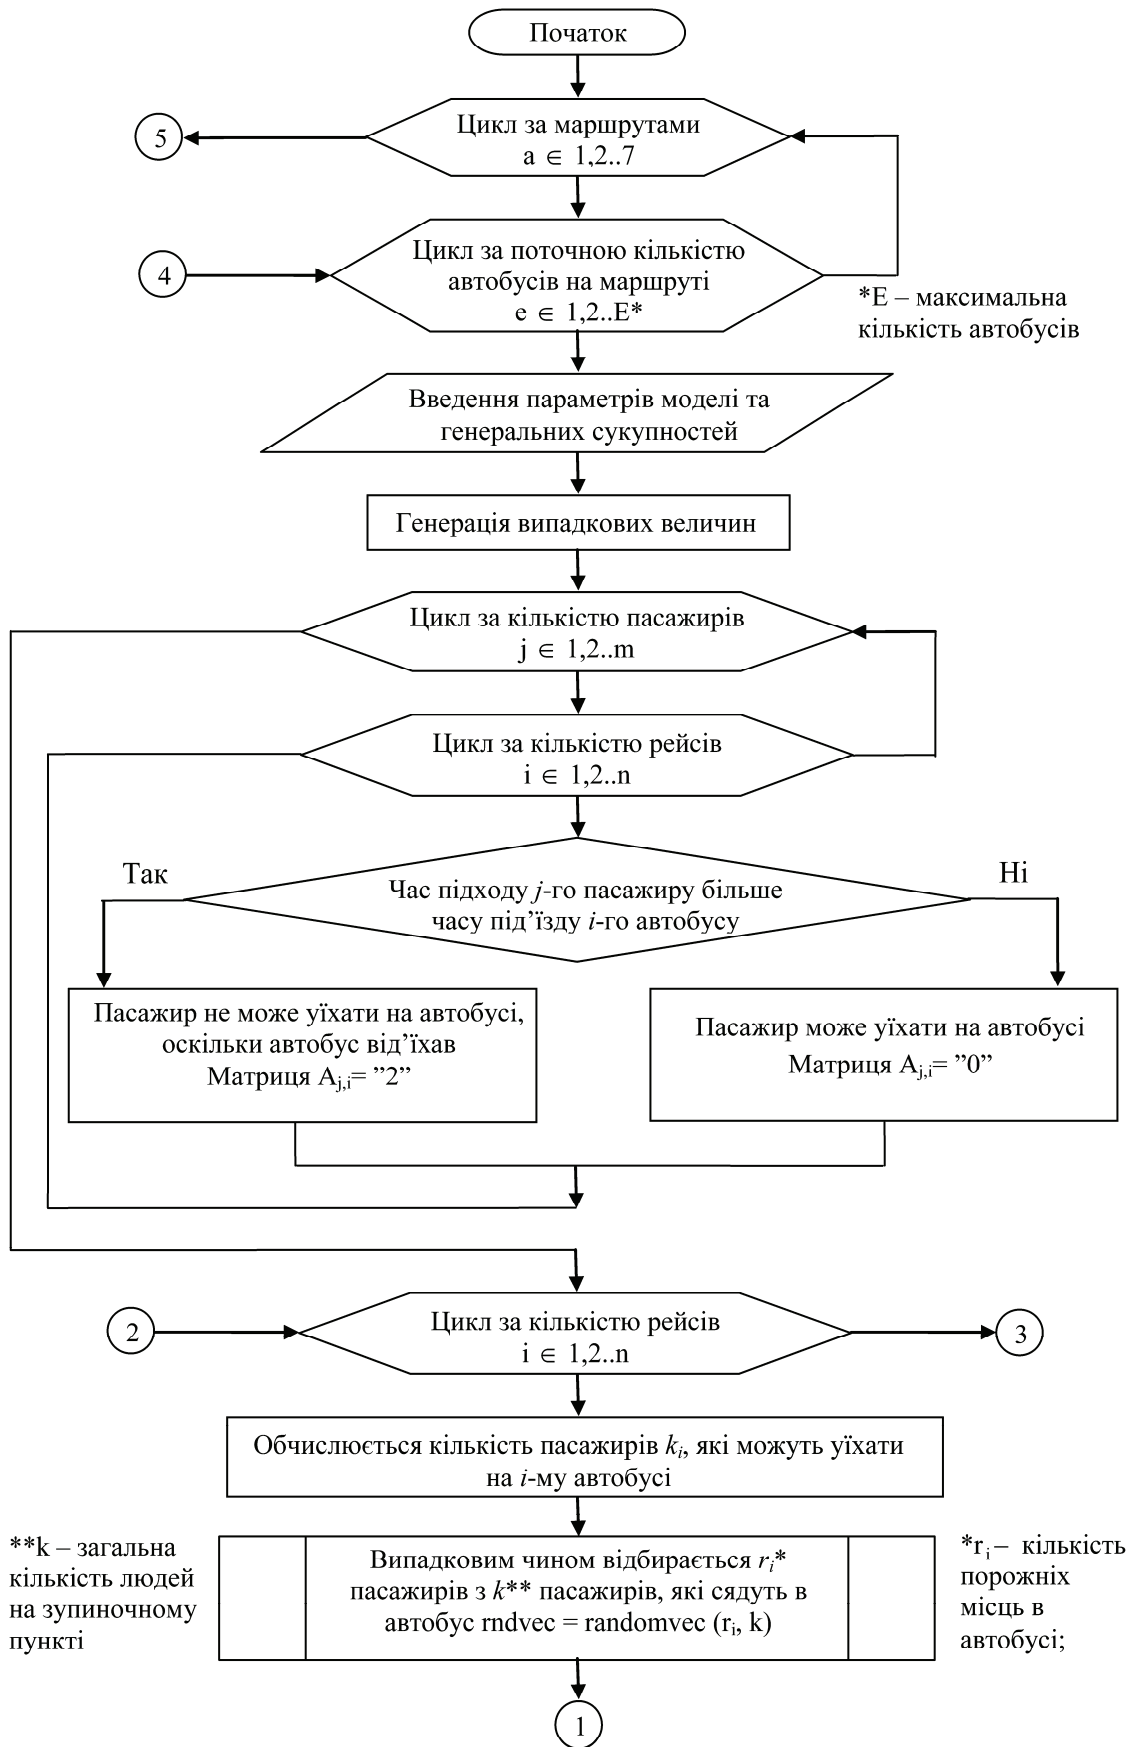 Початок
5
Цикл за маршрутами
a ∈ 1,2..7
4
Цикл за поточною кількістю
автобусів на маршруті
e ∈ 1,2..E*
*E – максимальна
кількість автобусів
Введення параметрів моделі та
генеральних сукупностей
Генерація випадкових величин
Цикл за кількістю пасажирів
j ∈ 1,2..m
Цикл за кількістю рейсів
i ∈ 1,2..n
Так
Ні
Час підходу j-го пасажиру більше
часу під’їзду i-го автобусу
Пасажир не може уїхати на автобусі,
оскільки автобус від’їхав
Матриця Aj,i= ”2”
Пасажир може уїхати на автобусі
Матриця Aj,i= ”0”
2
Цикл за кількістю рейсів
i ∈ 1,2..n
3
Обчислюється кількість пасажирів ki, які можуть уїхати
на i-му автобусі
**k – загальна
кількість людей
на зупиночному
пункті
Випадковим чином відбирається ri*
пасажирів з k** пасажирів, які сядуть в
автобус rndvec = randomvec (ri, k)
*ri – кількість
порожніх
місць в
автобусі;
1